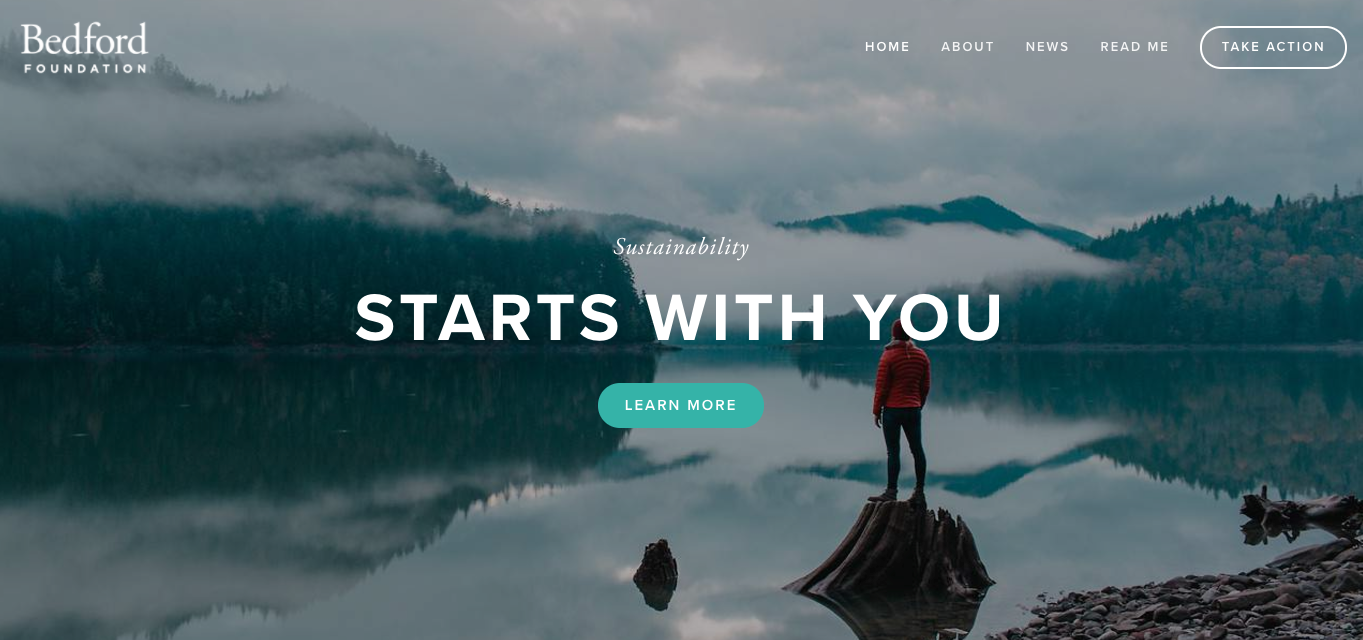 Bedford
FOUNDATION
HOME
ABOUT
NEWS
READ ME
TAKE ACTION
Sustainability
STARTS WITH YOU
LEARN MORE